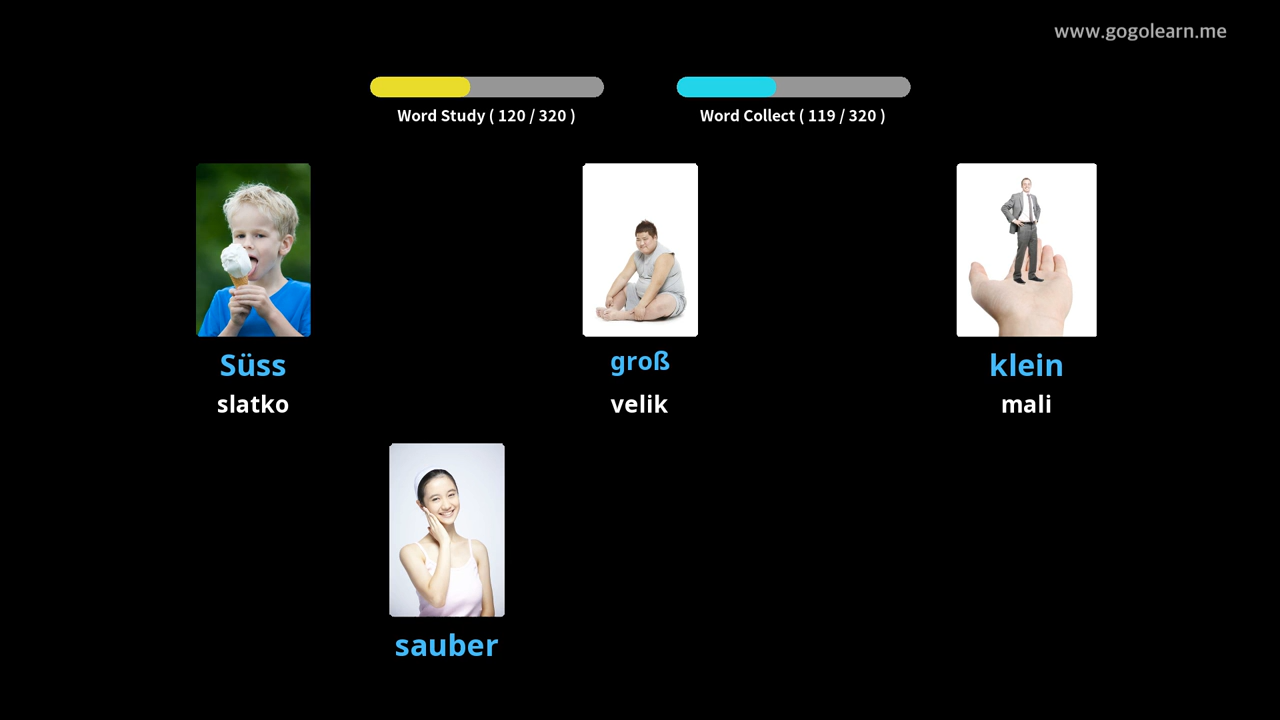 www.gogolearn.me
Word Study ( 120 / 320 )
Word Collect ( 119 / 320 )
Süss
groß
klein
slatko
velik
mali
sauber